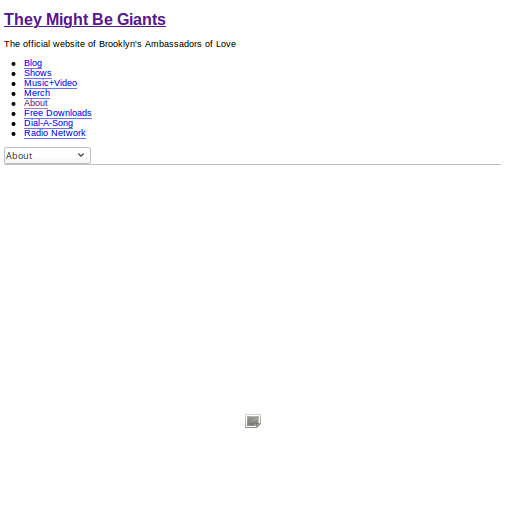 They Might Be Giants
The official website of Brooklyn's Ambassadors of Love
Blog
Shows
Music+Video
Merch
About
Free Downloads
Dial-A-Song
Radio Network
About